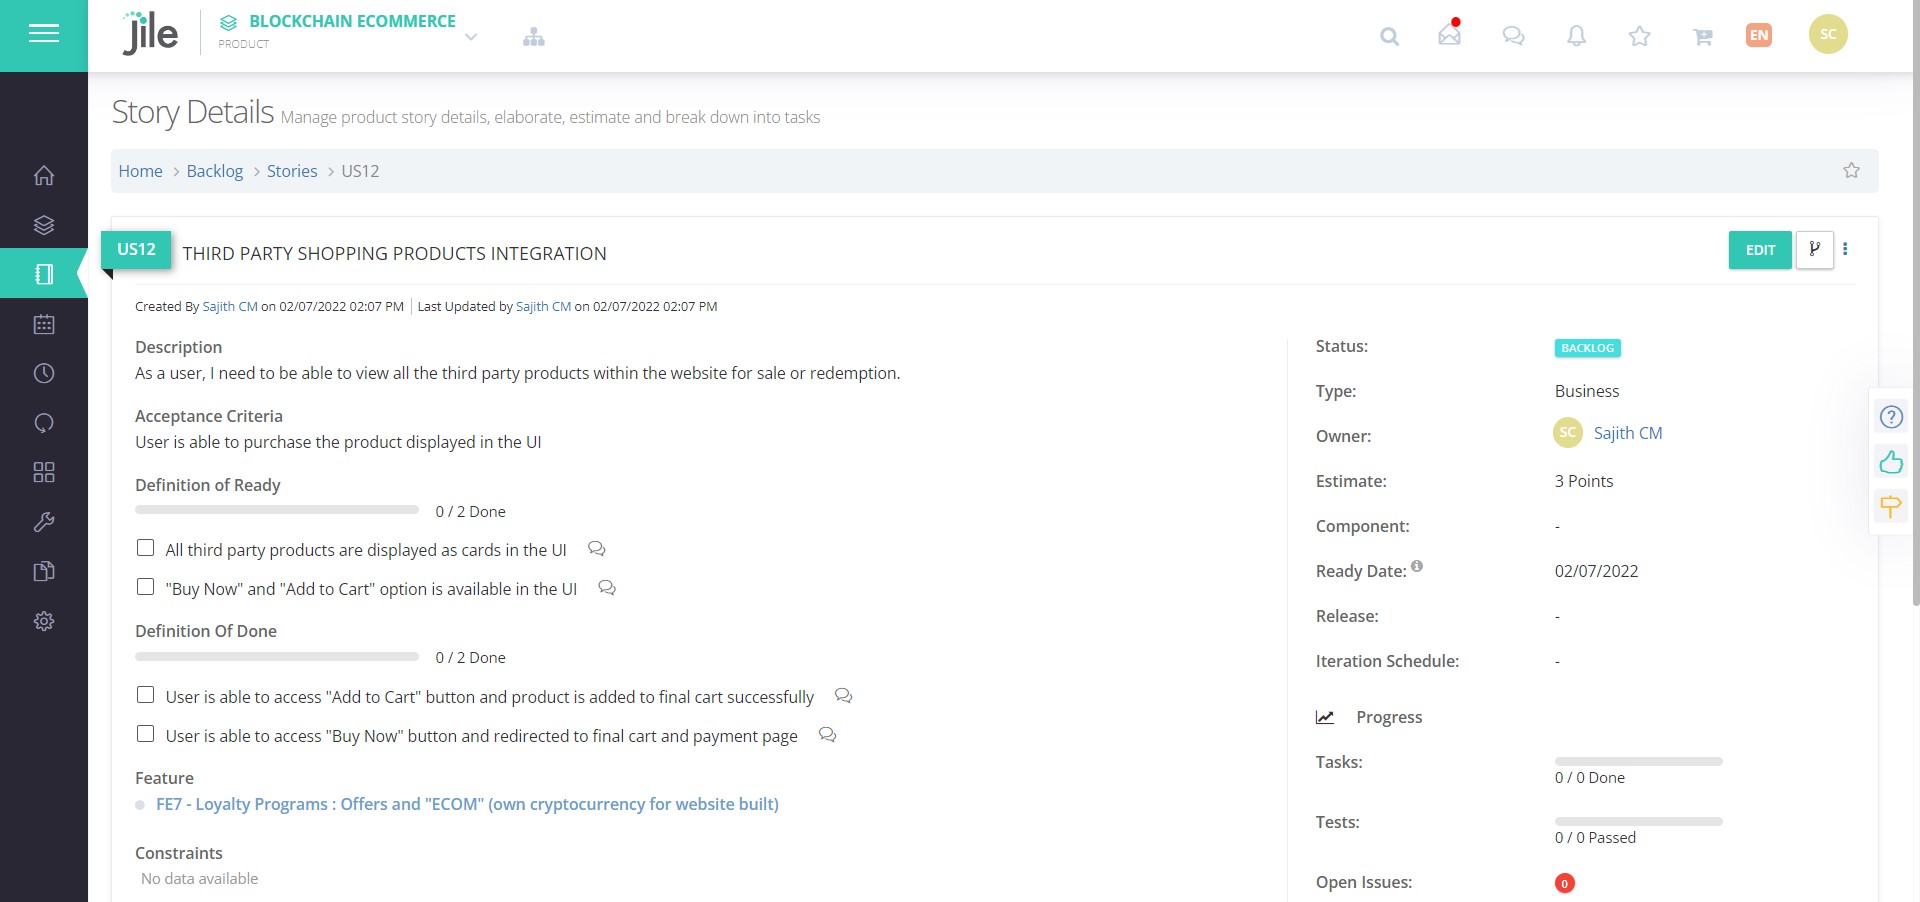 jile
BLOCKCHAIN ECOMMERCE
PRODUCT
EN
SC
Story Details Manage product story details, elaborate, estimate and break down into tasks
Home > Backlog > Stories > US12
US12
THIRD PARTY SHOPPING PRODUCTS INTEGRATION
EDIT
Created By Sajith CM on 02/07/2022 02:07 PM | Last Updated by Sajith CM on 02/07/2022 02:07 PM
Description
As a user, I need to be able to view all the third party products within the website for sale or redemption.
Acceptance Criteria
User is able to purchase the product displayed in the UI
Definition of Ready
0 / 2 Done
All third party products are displayed as cards in the UI
"Buy Now" and "Add to Cart" option is available in the UI
Definition Of Done
0 / 2 Done
User is able to access "Add to Cart" button and product is added to final cart successfully
User is able to access "Buy Now" button and redirected to final cart and payment page
Feature
FE7 - Loyalty Programs : Offers and "ECOM" (own cryptocurrency for website built)
Constraints
No data available
Status: BACKLOG
Type: Business
Owner: SC Sajith CM
Estimate: 3 Points
Component: -
Ready Date: 02/07/2022
Release: -
Iteration Schedule: -
Progress
Tasks:
0 / 0 Done
Tests:
0 / 0 Passed
Open Issues: 0